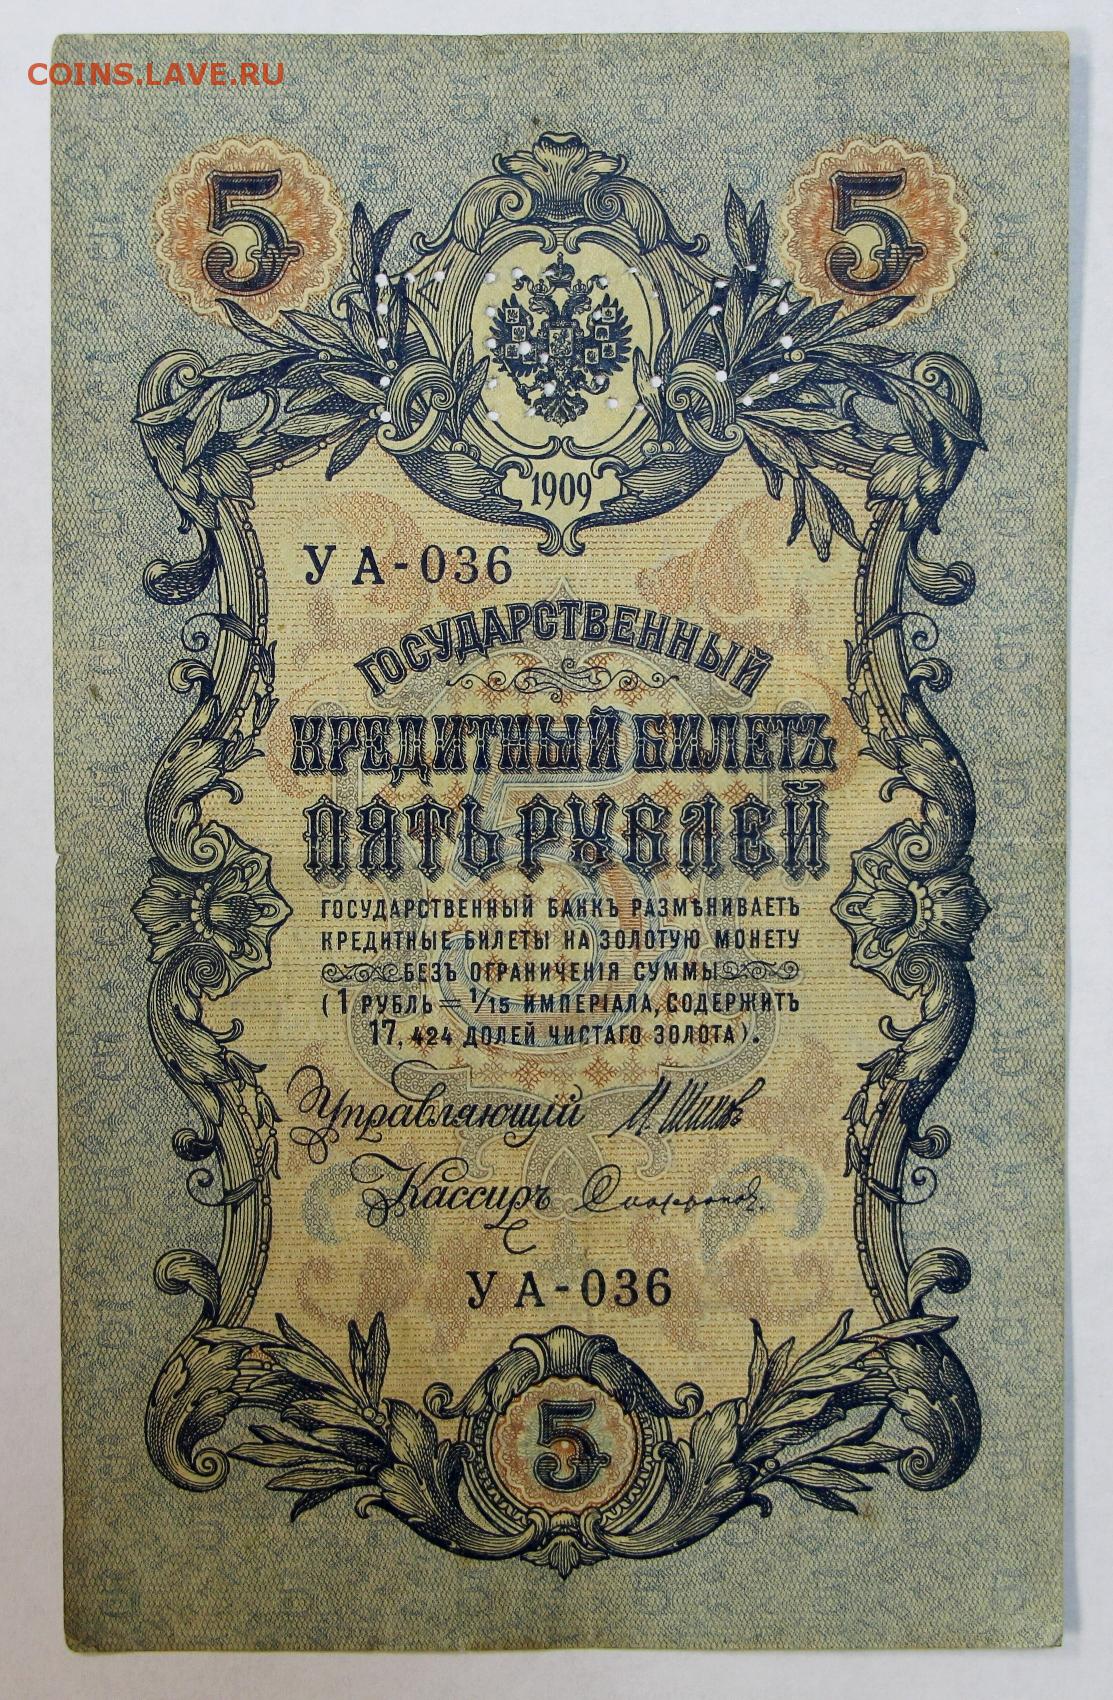 COINS.LAVE.RU
5 5
1909
УА-036
ГОСУДАРСТВЕННЫЙ
КРЕДИТНЫЙ БИЛЕТЪ
ПЯТЬ РУБЛЕЙ
ГОСУДАРСТВЕННЫЙ БАНКЪ РАЗМѢНИВАЕТЪ
КРЕДИТНЫЕ БИЛЕТЫ НА ЗОЛОТУЮ МОНЕТУ
БЕЗЪ ОГРАНИЧЕНІЯ СУММЫ
(1 РУБЛЬ = 1/15 ИМПЕРІАЛА, СОДЕРЖИТЪ
17,424 ДОЛЕЙ ЧИСТАГО ЗОЛОТА).
Управляющій И. Шиповъ
Кассиръ
УА-036
5